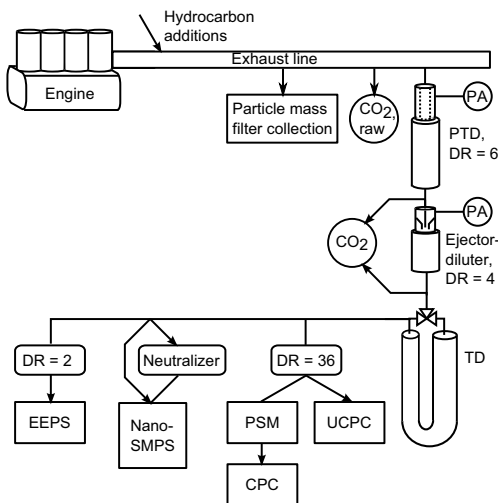 Hydrocarbon
additions
Exhaust line
Engine
Particle mass
filter collection
CO2,
raw
PA
PTD,
DR = 6
PA
CO2
Ejector-
diluter,
DR = 4
TD
DR = 2
Neutralizer
DR = 36
EEPS
Nano-
SMPS
PSM
UCPC
CPC